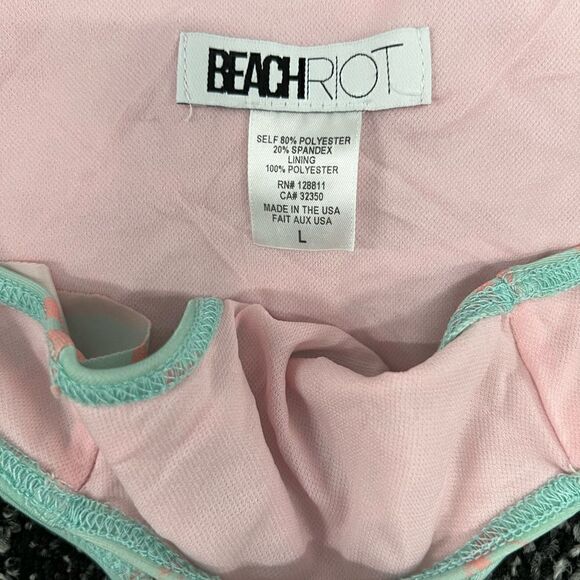 BEACHRIOT
SELF 80% POLYESTER
20% SPANDEX
LINING
100% POLYESTER
RN# 128811
CA# 32350
MADE IN THE USA
FAIT AUX USA
L